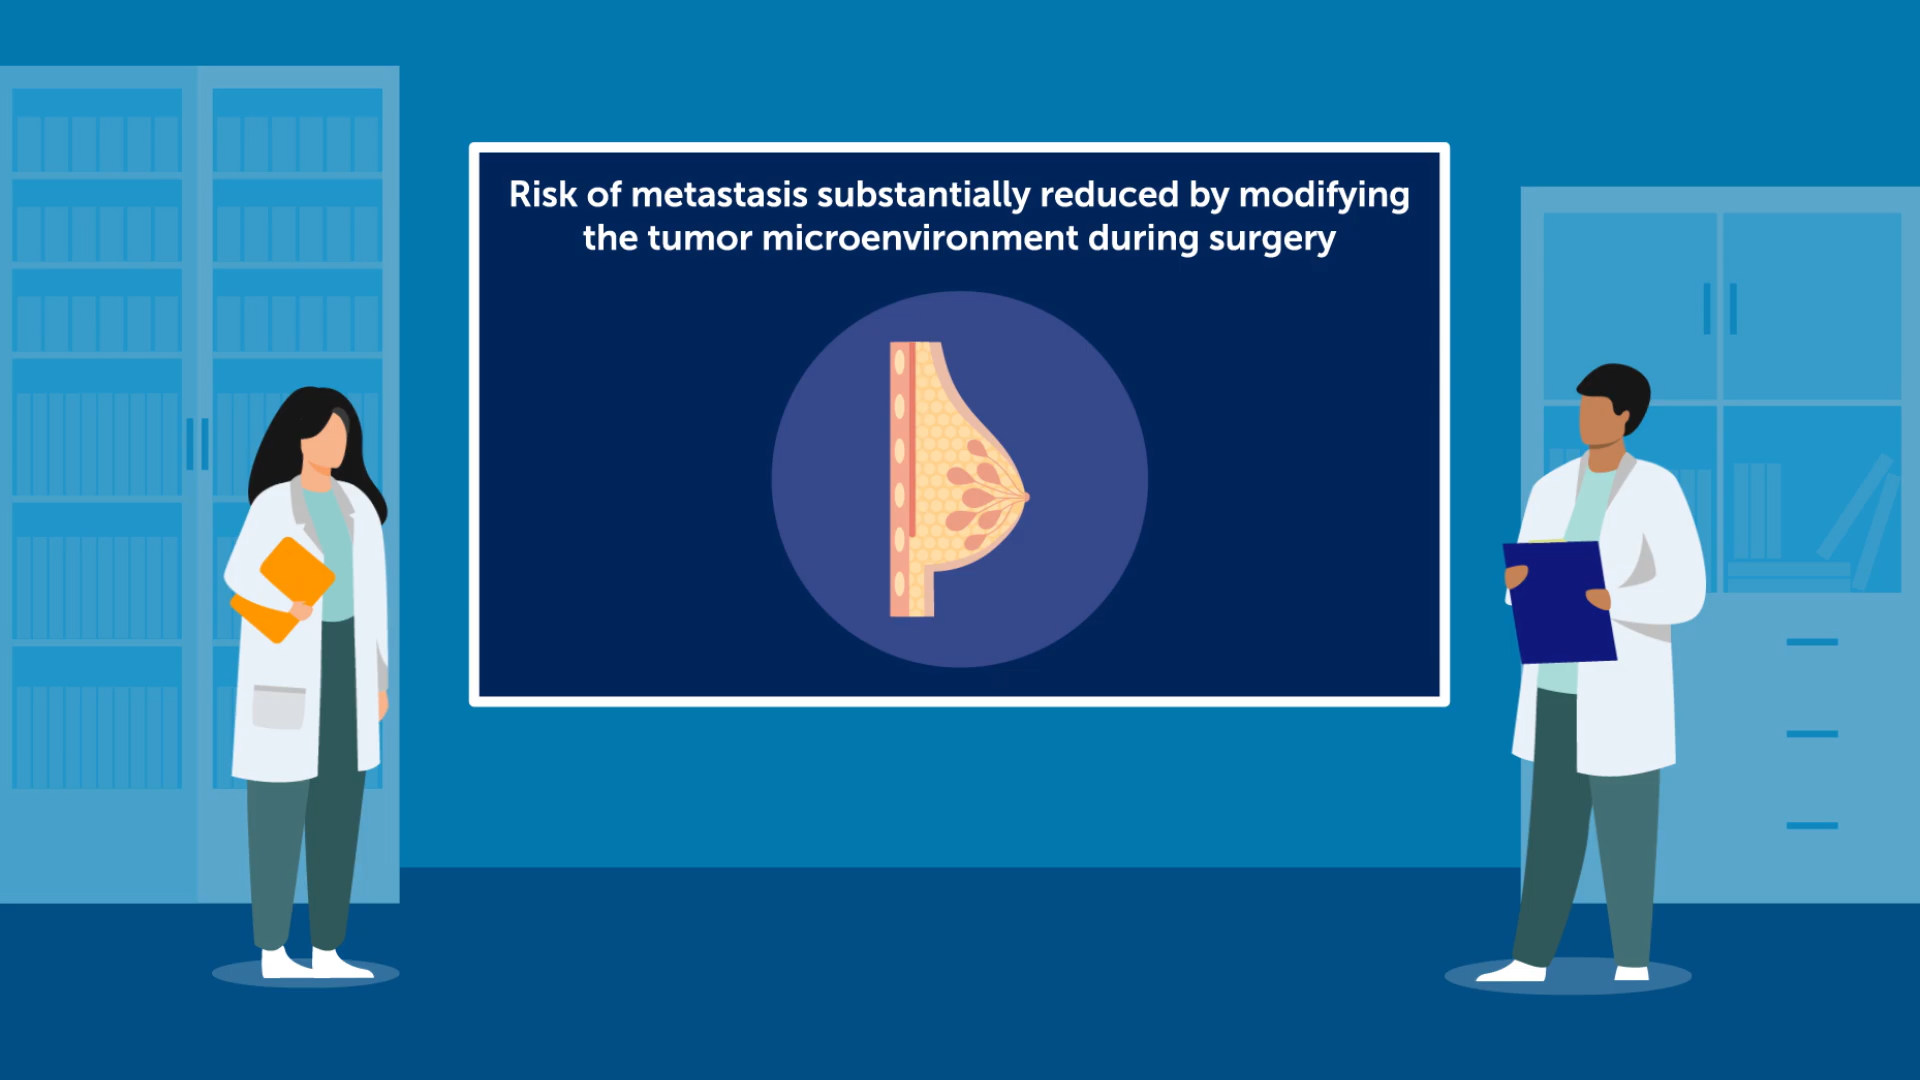 Risk of metastasis substantially reduced by modifying
the tumor microenvironment during surgery